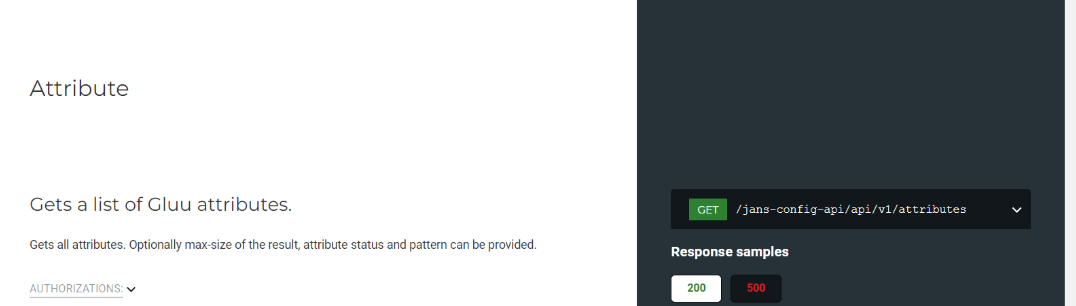 Attribute
Gets a list of Gluu attributes.
Gets all attributes. Optionally max-size of the result, attribute status and pattern can be provided.
AUTHORIZATIONS:
GET /jans-config-api/api/v1/attributes
Response samples
200 500